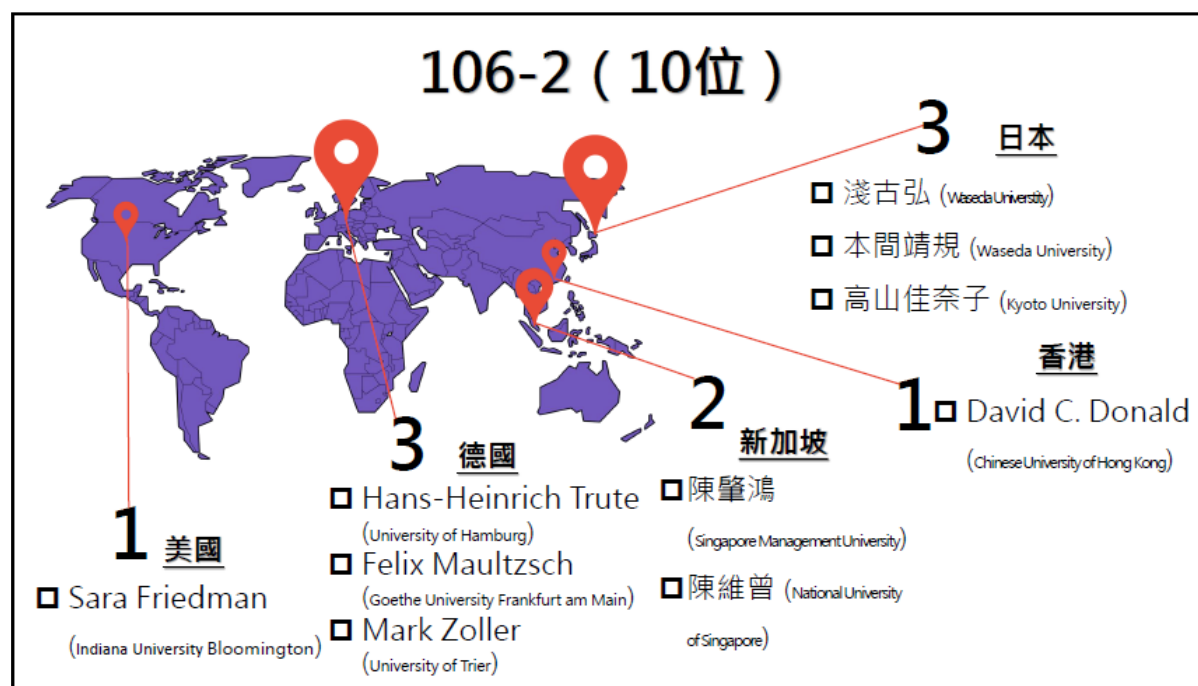 106-2（10位）
3 日本
淺古弘 (Waseda Universtity)
本間靖規 (Waseda University)
高山佳奈子 (Kyoto University)
1 香港
David C. Donald
(Chinese University of Hong Kong)
2 新加坡
陳肇鴻
(Singapore Management University)
陳維曾 (National University
of Singapore)
3 德國
Hans-Heinrich Trute
(University of Hamburg)
Felix Maultzsch
(Goethe University Frankfurt am Main)
Mark Zoller
(University of Trier)
1 美國
Sara Friedman
(Indiana University Bloomington)